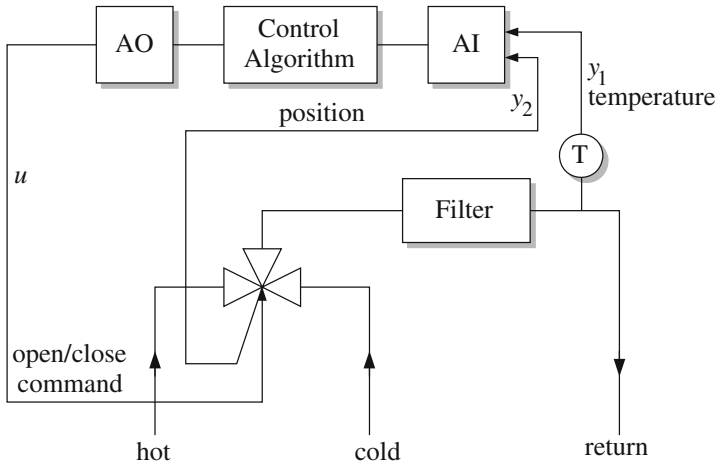 AO
Control
Algorithm
AI
y1
temperature
y2
position
T
u
Filter
open/close
command
hot
cold
return